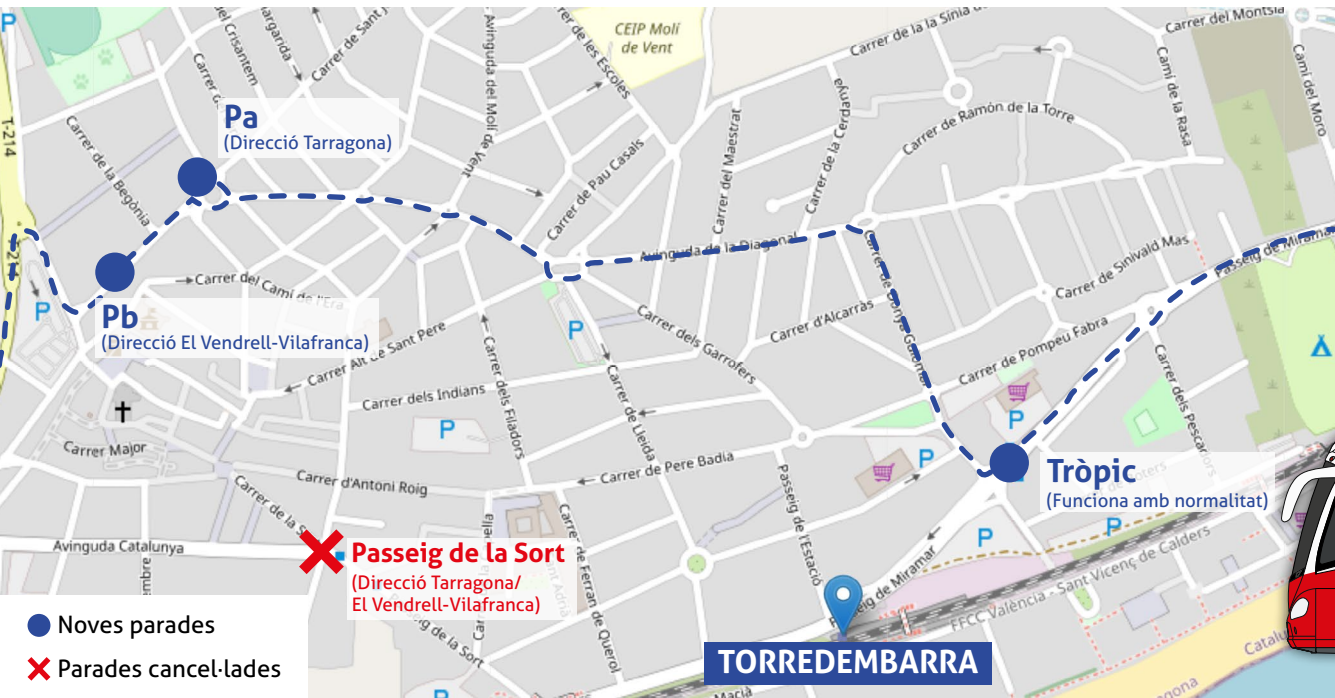 P
CEIP Molí
de Vent
Carrer de la Sínia
Carrer del Montsià
Camí de la Rasa
Camí del Moro
Crisantem
Carrer de Sant
Avinguda del Molí de Vent
de les Escoles
T-214
Carrer de la Begònia
Pa
(Direcció Tarragona)
Carrer de Pau Casals
Carrer del Maestrat
Carrer de la Cerdanya
Carrer de Ramón de la Torre
Avinguda de la Diagonal
Carrer de Sinivald Mas
Passeig de Miramar
Carrer del Camí de l'Era
P
Pb
(Direcció El Vendrell-Vilafranca)
P
Carrer Alt de Sant Pere
Carrer dels Garrofers
Carrer d'Alcarràs
Carrer de Pompeu Fabra
Carrer dels Indians
Carrer dels Filadors
Carrer de Lleida
Carrer dels Pescadors
P
P
Carrer Major
Carrer de Pere Badia
P
Tròpic
(Funciona amb normalitat)
Carrer d'Antoni Roig
Passeig de l'Estació
P
P
Avinguda Catalunya
Passeig de la Sort
(Direcció Tarragona/
El Vendrell-Vilafranca)
Carrer de Ferran de Querol
FFCC València - Sant Vicenç de Calders
Noves parades
Parades cancel·lades
TORREDEMBARRA
P
Macià